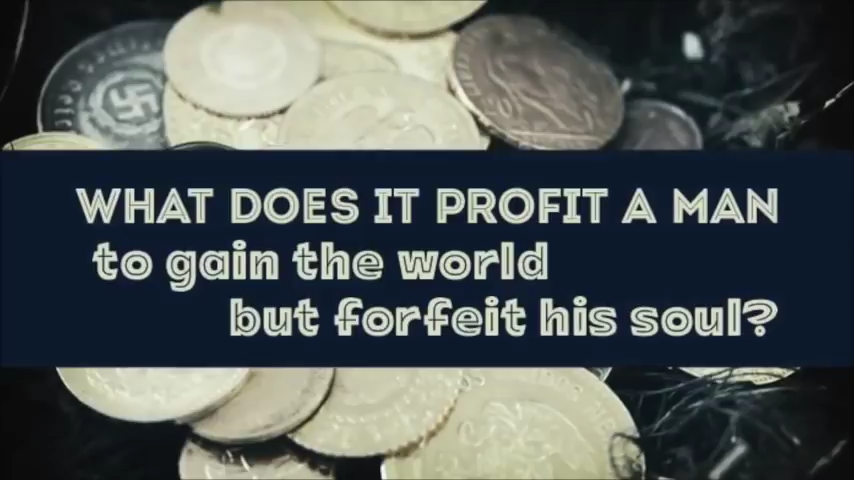 WHAT DOES IT PROFIT A MAN
to gain the world
but forfeit his soul?